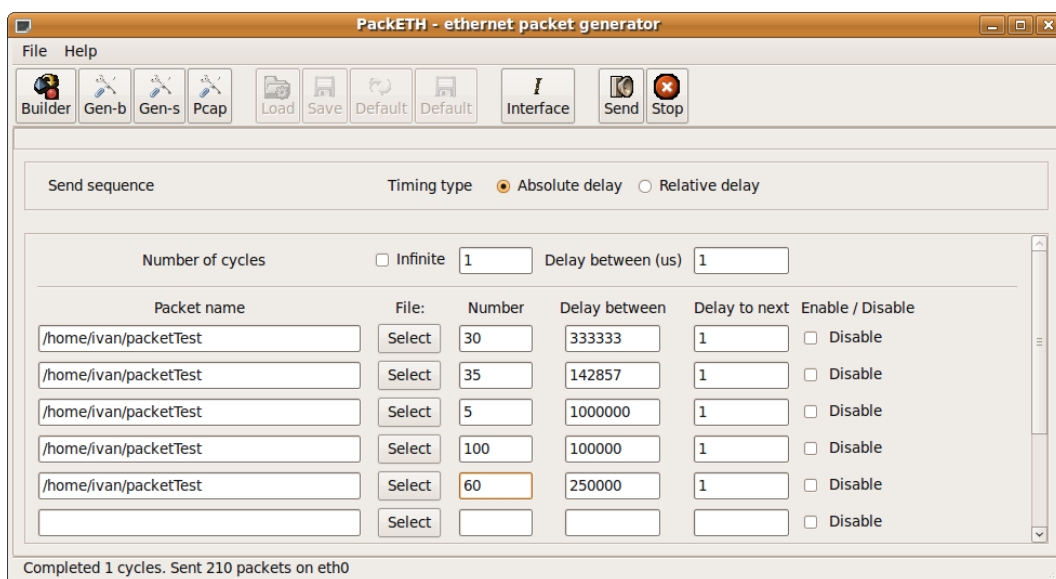 PackETH - ethernet packet generator
File Help
Builder Gen-b Gen-s Pcap Load Save Default Default Interface Send Stop
Send sequence Timing type Absolute delay Relative delay
Number of cycles Infinite 1 Delay between (us) 1
Packet name File: Number Delay between Delay to next Enable / Disable
/home/ivan/packetTest Select 30 333333 1 Disable
/home/ivan/packetTest Select 35 142857 1 Disable
/home/ivan/packetTest Select 5 1000000 1 Disable
/home/ivan/packetTest Select 100 100000 1 Disable
/home/ivan/packetTest Select 60 250000 1 Disable
Select Disable
Completed 1 cycles. Sent 210 packets on eth0